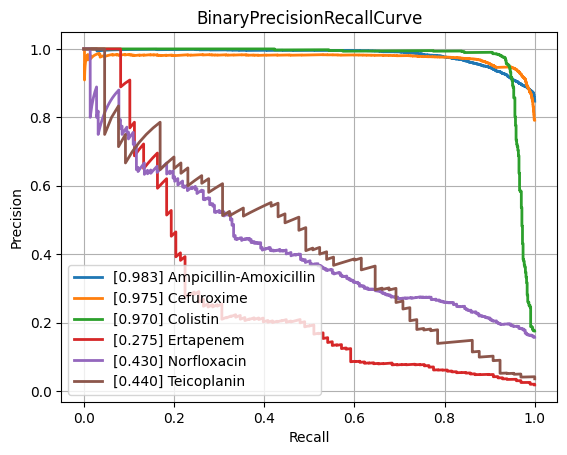 BinaryPrecisionRecallCurve
Precision
1.0
0.8
0.6
0.4
0.2
0.0
[0.983] Ampicillin-Amoxicillin
[0.975] Cefuroxime
[0.970] Colistin
[0.275] Ertapenem
[0.430] Norfloxacin
[0.440] Teicoplanin
0.0 0.2 0.4 0.6 0.8 1.0
Recall